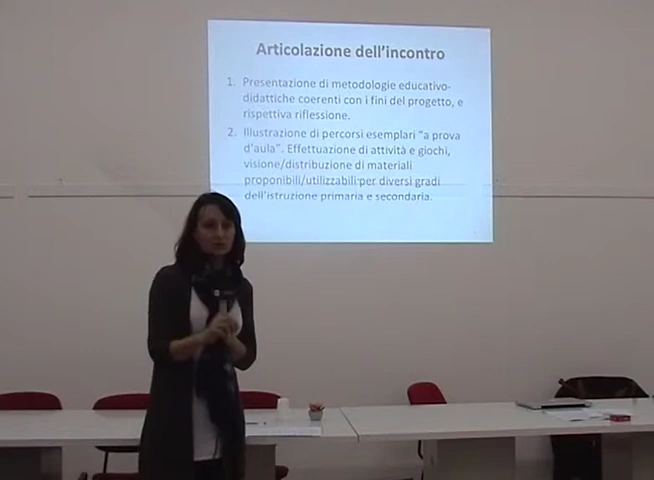 Articolazione dell'incontro
1. Presentazione di metodologie educativo-
didattiche coerenti con i fini del progetto, e
rispettiva riflessione.
2. Illustrazione di percorsi esemplari "a prova
d'aula". Effettuazione di attività e giochi,
visione/distribuzione di materiali
proponibili/utilizzabili per diversi gradi
dell'istruzione primaria e secondaria.